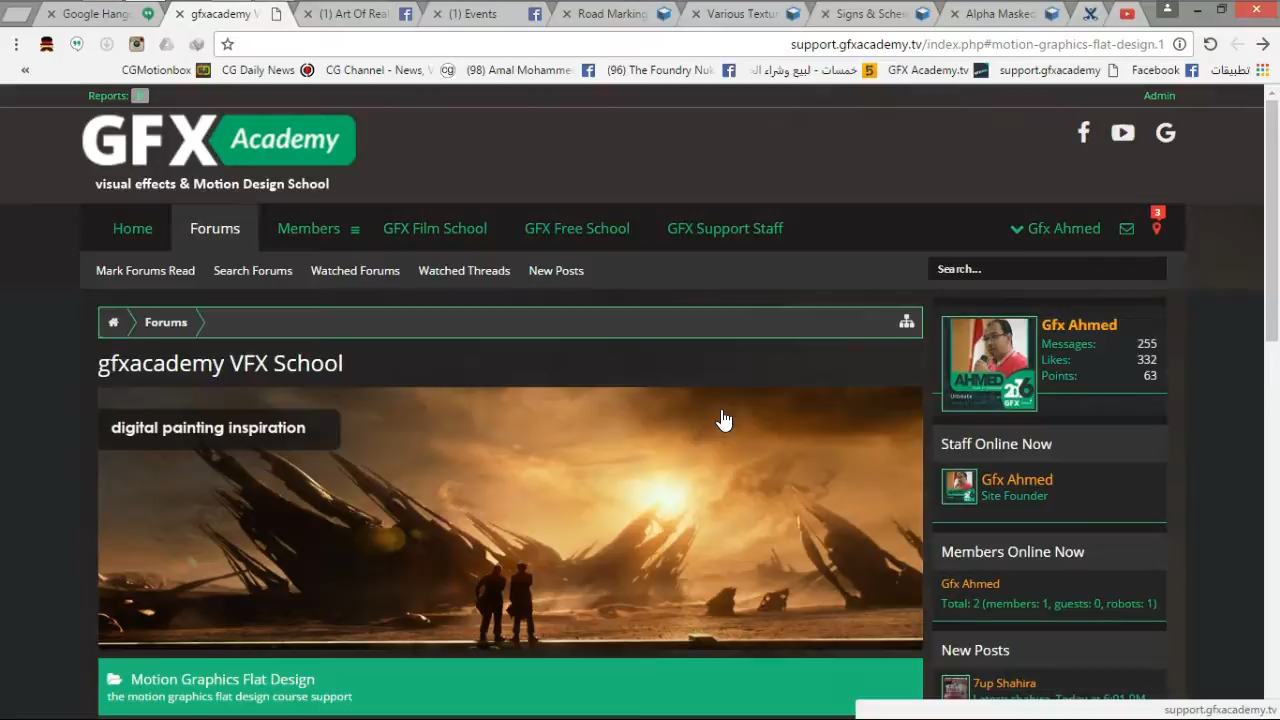 Google Hang
gfxacademy V
(1) Art Of Rea
(1) Events
Road Marking
Various Textur
Signs & Schem
Alpha Masked
support.gfxacademy.tv/index.php#motion-graphics-flat-design.1
CGMotionbox
CG Daily News
CG Channel - News, V
(98) Amal Mohamme
(96) The Foundry Nuk
خمسات - لبيع وشراء ال
GFX Academy.tv
support.gfxacademy
Facebook
تطبيقات
Reports:
Admin
GFX Academy
visual effects & Motion Design School
Home
Forums
Members
GFX Film School
GFX Free School
GFX Support Staff
Gfx Ahmed
3
Mark Forums Read
Search Forums
Watched Forums
Watched Threads
New Posts
Search...
Forums
gfxacademy VFX School
digital painting inspiration
Motion Graphics Flat Design
the motion graphics flat design course support
Gfx Ahmed
Messages: 255
Likes: 332
Points: 63
AHMED
GFX
Staff Online Now
Gfx Ahmed
Site Founder
Members Online Now
Gfx Ahmed
Total: 2 (members: 1, guests: 0, robots: 1)
New Posts
7up Shahira
support.gfxacademy.tv